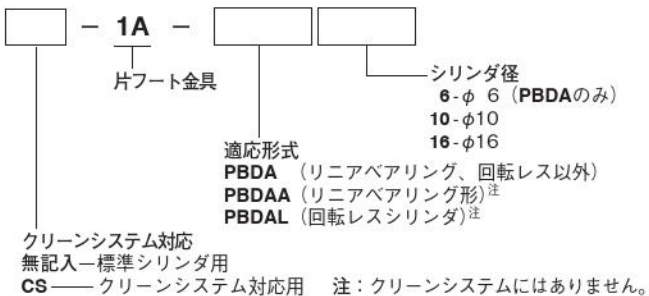 − 1A −
片フート金具
シリンダ径
6-φ 6（PBDAのみ）
10-φ10
16-φ16
適応形式
PBDA （リニアベアリング、回転レス以外）
PBDAA（リニアベアリング形）注
PBDAL（回転レスシリンダ）注
クリーンシステム対応
無記入―標準シリンダ用
CS―― クリーンシステム対応用　注：クリーンシステムにはありません。